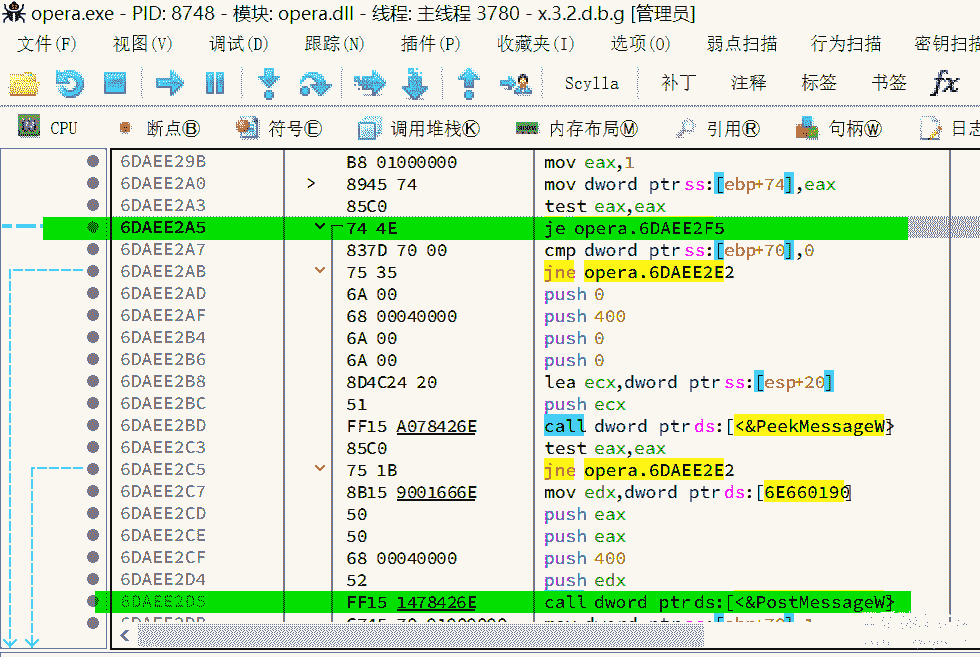 opera.exe - PID: 8748 - 模块: opera.dll - 线程: 主线程 3780 - x.3.2.d.b.g [管理员]
文件(F) 视图(V) 调试(D) 跟踪(N) 插件(P) 收藏夹(I) 选项(O) 弱点扫描 行为扫描 密钥扫描
Scylla 补丁 注释 标签 书签 fx
CPU 断点Ⓑ 符号Ⓔ 调用堆栈Ⓚ 内存布局Ⓜ 引用Ⓡ 句柄Ⓦ 日志
6DAEE29B B8 01000000 mov eax,1
6DAEE2A0 > 8945 74 mov dword ptr ss:[ebp+74],eax
6DAEE2A3 85C0 test eax,eax
6DAEE2A5 74 4E je opera.6DAEE2F5
6DAEE2A7 837D 70 00 cmp dword ptr ss:[ebp+70],0
6DAEE2AB 75 35 jne opera.6DAEE2E2
6DAEE2AD 6A 00 push 0
6DAEE2AF 68 00040000 push 400
6DAEE2B4 6A 00 push 0
6DAEE2B6 6A 00 push 0
6DAEE2B8 8D4C24 20 lea ecx,dword ptr ss:[esp+20]
6DAEE2BC 51 push ecx
6DAEE2BD FF15 A078426E call dword ptr ds:[<&PeekMessageW>]
6DAEE2C3 85C0 test eax,eax
6DAEE2C5 75 1B jne opera.6DAEE2E2
6DAEE2C7 8B15 9001666E mov edx,dword ptr ds:[6E660190]
6DAEE2CD 50 push eax
6DAEE2CE 50 push eax
6DAEE2CF 68 00040000 push 400
6DAEE2D4 52 push edx
6DAEE2D5 FF15 1478426E call dword ptr ds:[<&PostMessageW>]